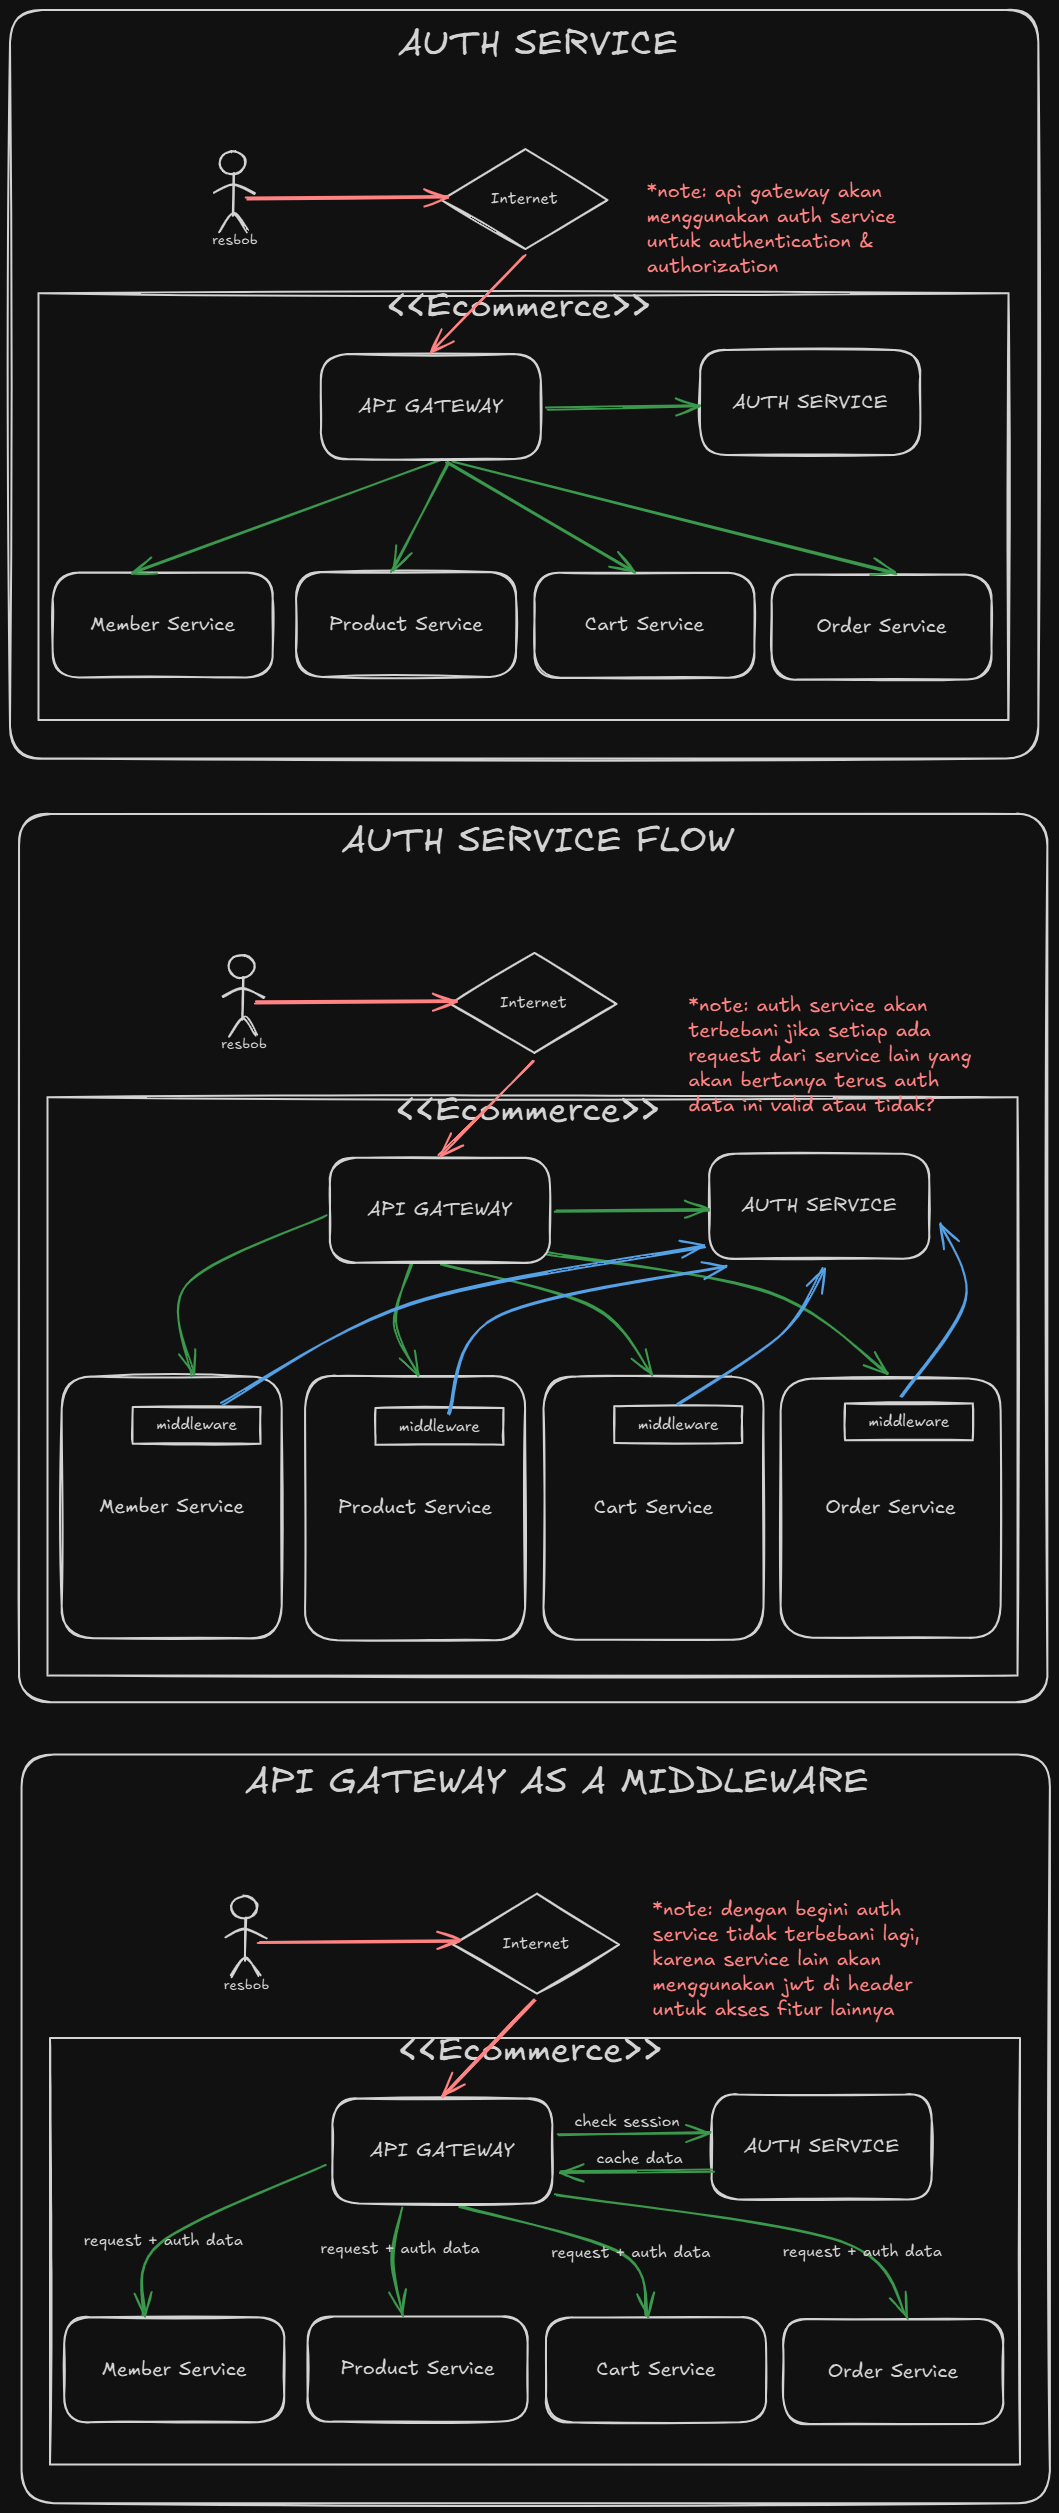 AUTH SERVICE
Internet
resbob
*note: api gateway akan
menggunakan auth service
untuk authentication &
authorization
<<Ecommerce>>
API GATEWAY
AUTH SERVICE
Member Service
Product Service
Cart Service
Order Service
AUTH SERVICE FLOW
Internet
resbob
*note: auth service akan
terbebani jika setiap ada
request dari service lain yang
akan bertanya terus auth
data ini valid atau tidak?
<<Ecommerce>>
API GATEWAY
AUTH SERVICE
middleware
middleware
middleware
middleware
Member Service
Product Service
Cart Service
Order Service
API GATEWAY AS A MIDDLEWARE
Internet
resbob
*note: dengan begini auth
service tidak terbebani lagi,
karena service lain akan
menggunakan jwt di header
untuk akses fitur lainnya
<<Ecommerce>>
API GATEWAY
check session
cache data
AUTH SERVICE
request + auth data
request + auth data
request + auth data
request + auth data
Member Service
Product Service
Cart Service
Order Service